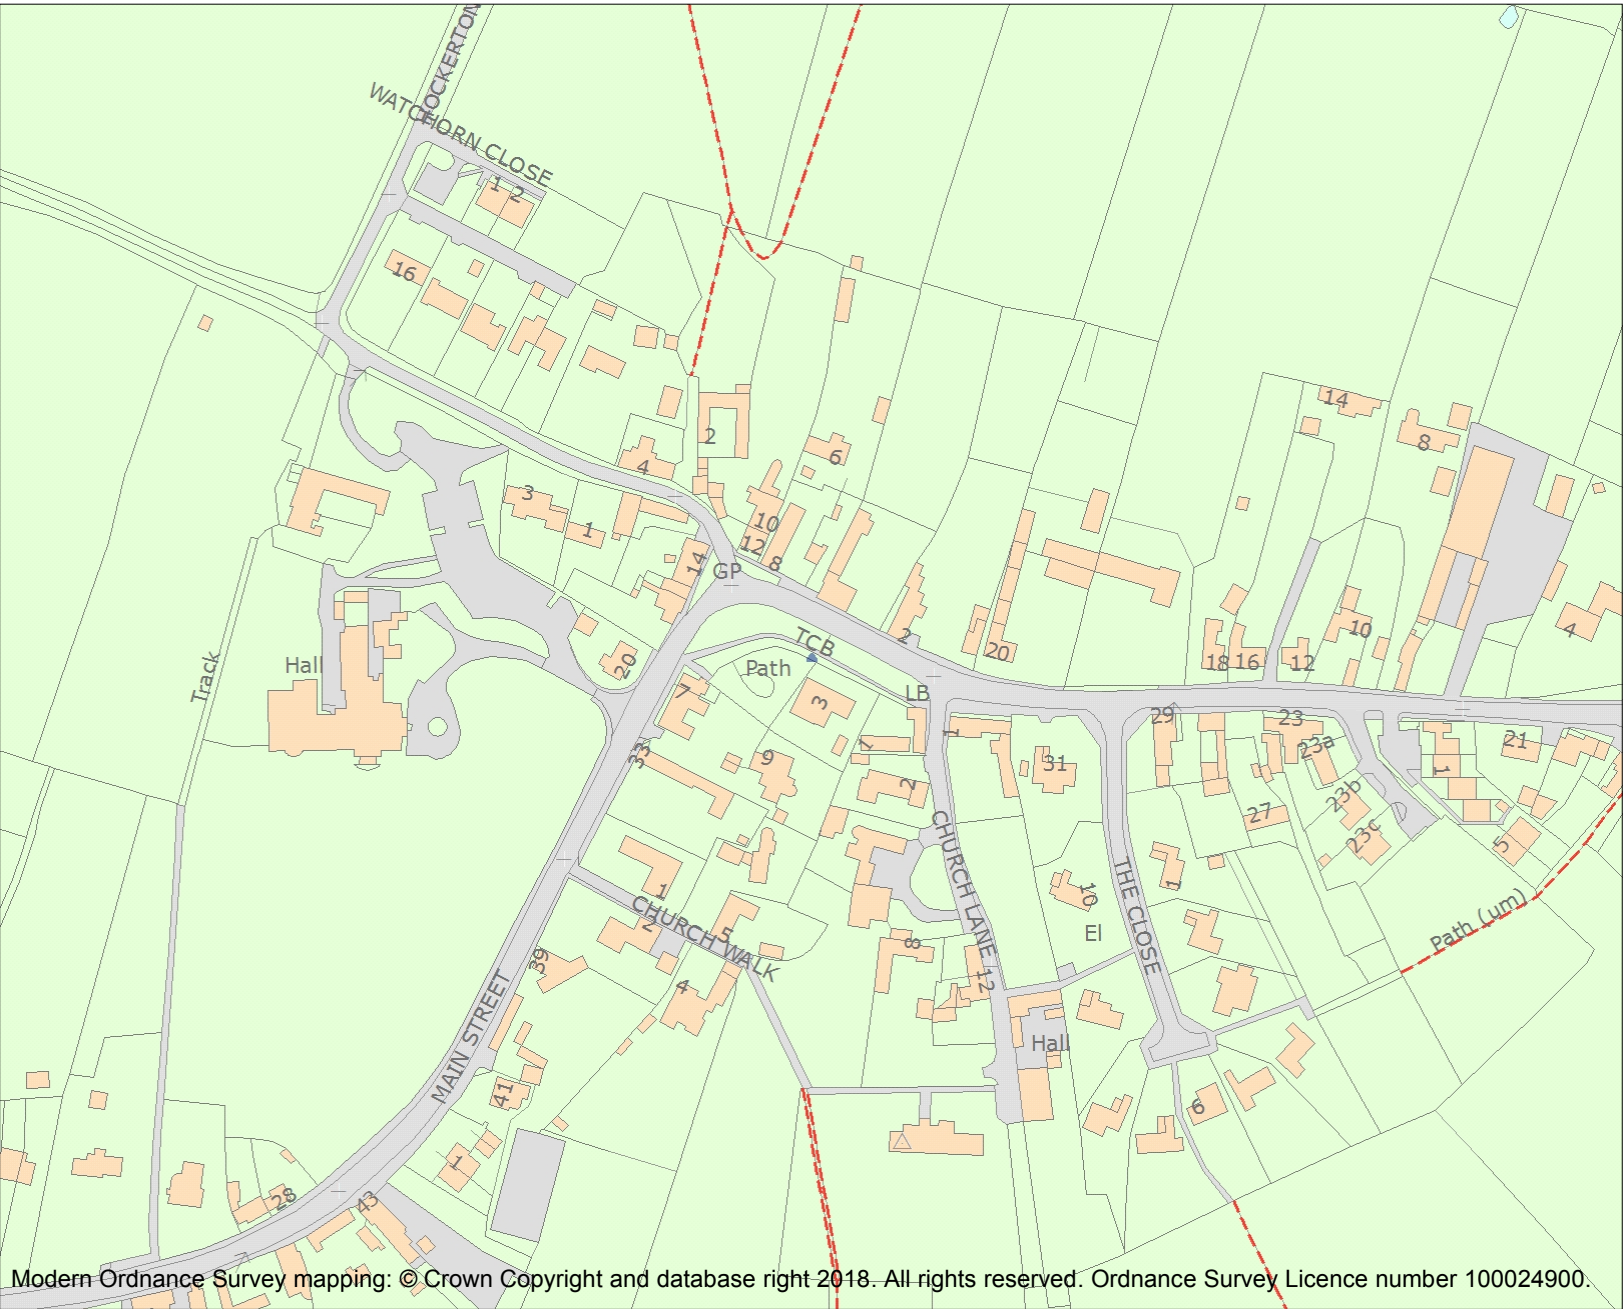 HOCKERTON
WATCHORN CLOSE
1
2
16
14
8
2
6
4
3
10
1
12
8
14
GP
10
4
2
TCB
20
18
16
12
Hall
Track
20
Path
7
3
LB
29
23
1
1
23a
21
33
9
31
1
2
23b
27
CHURCH LANE
23c
5
THE CLOSE
1
10
1
CHURCH WALK
2
5
Path (um)
El
8
39
4
12
MAIN STREET
Hall
41
6
1
28
43
Modern Ordnance Survey mapping: © Crown Copyright and database right 2018. All rights reserved. Ordnance Survey Licence number 100024900.